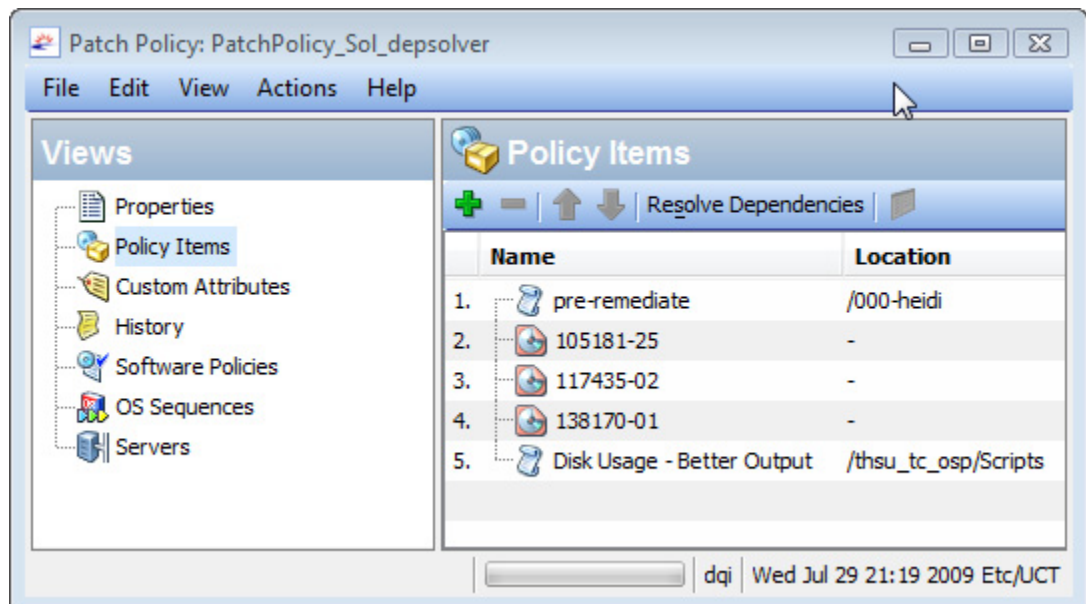 Patch Policy: PatchPolicy_Sol_depsolver
File Edit View Actions Help
Views
Properties
Policy Items
Custom Attributes
History
Software Policies
OS Sequences
Servers
Policy Items
Resolve Dependencies
Name Location
1. pre-remediate /000-heidi
2. 105181-25 -
3. 117435-02 -
4. 138170-01 -
5. Disk Usage - Better Output /thsu_tc_osp/Scripts
dqi Wed Jul 29 21:19 2009 Etc/UCT